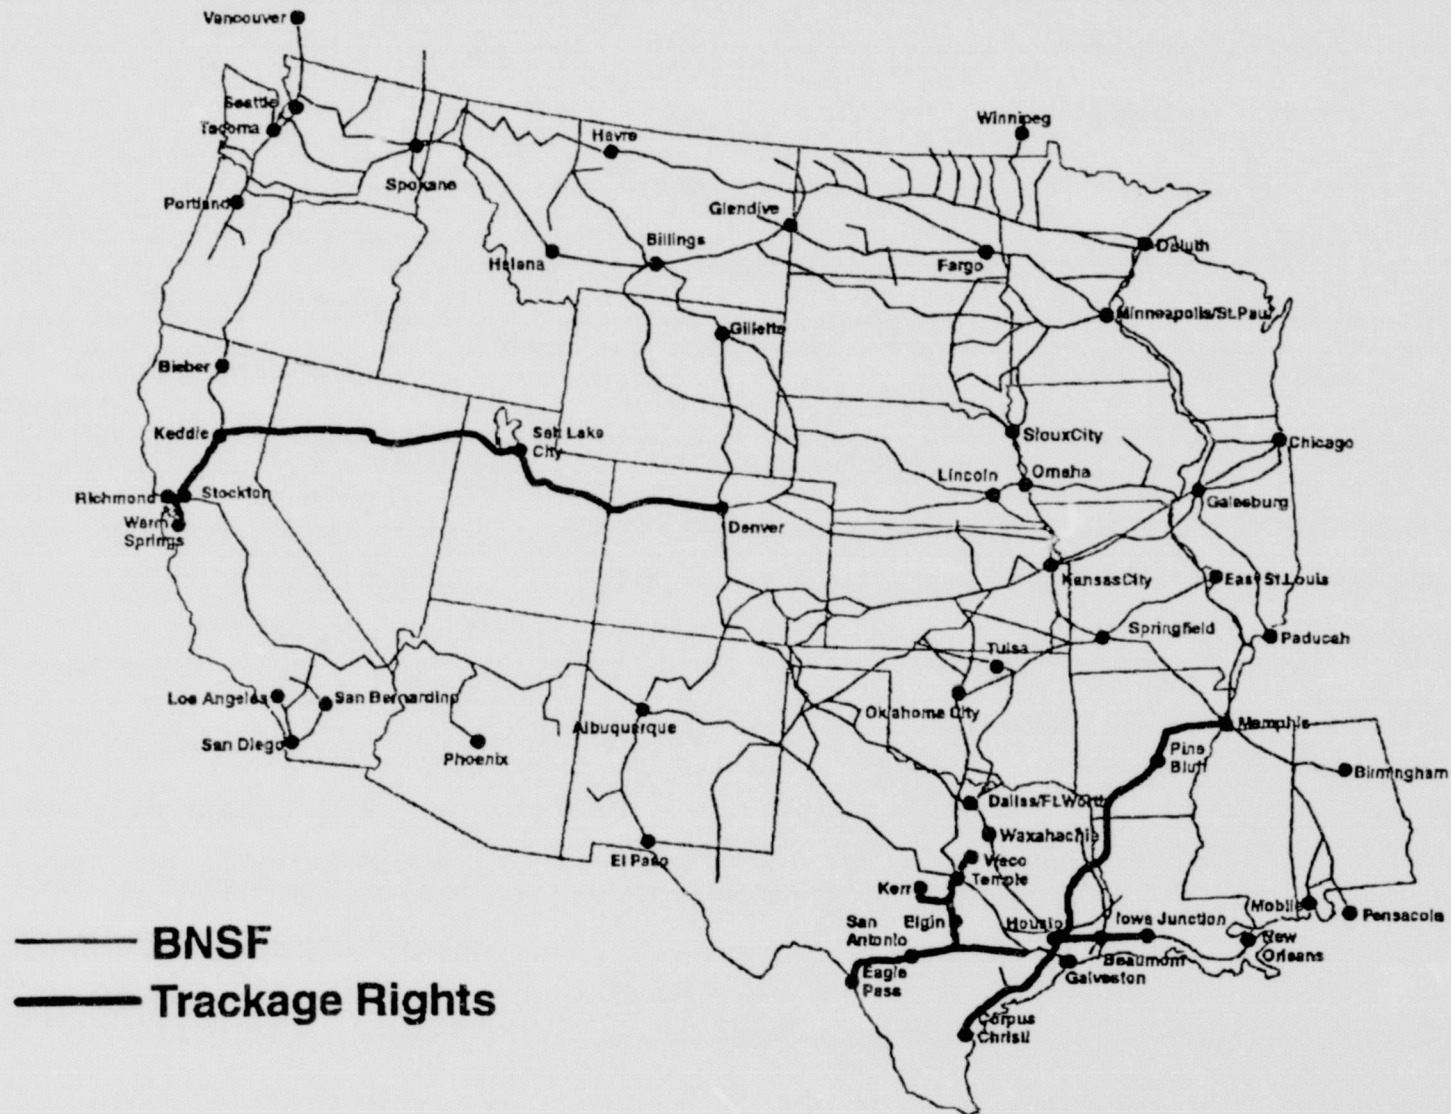 Vancouver
Seattle
Tacoma
Spokane
Portland
Havre
Winnipeg
Glendive
Billings
Helena
Fargo
Duluth
Gillette
Minneapolis/St.Paul
Bieber
Keddie
Salt Lake
City
SiouxCity
Chicago
Lincoln
Omaha
Richmond
Stockton
Galesburg
Warm
Springs
Denver
KansasCity
East St.Louis
Springfield
Paducah
Tulsa
Los Angeles
San Bernardino
Oklahoma City
Albuquerque
Memphis
San Diego
Phoenix
Pine
Bluff
Birmingham
Dallas/Ft.Worth
Waxahachie
El Paso
Waco
Temple
Kerr
Mobile
Pensacola
San
Antonio
Elgin
Houston
Iowa Junction
New
Orleans
Beaumont
Galveston
Eagle
Pass
Corpus
Christi
BNSF
Trackage Rights